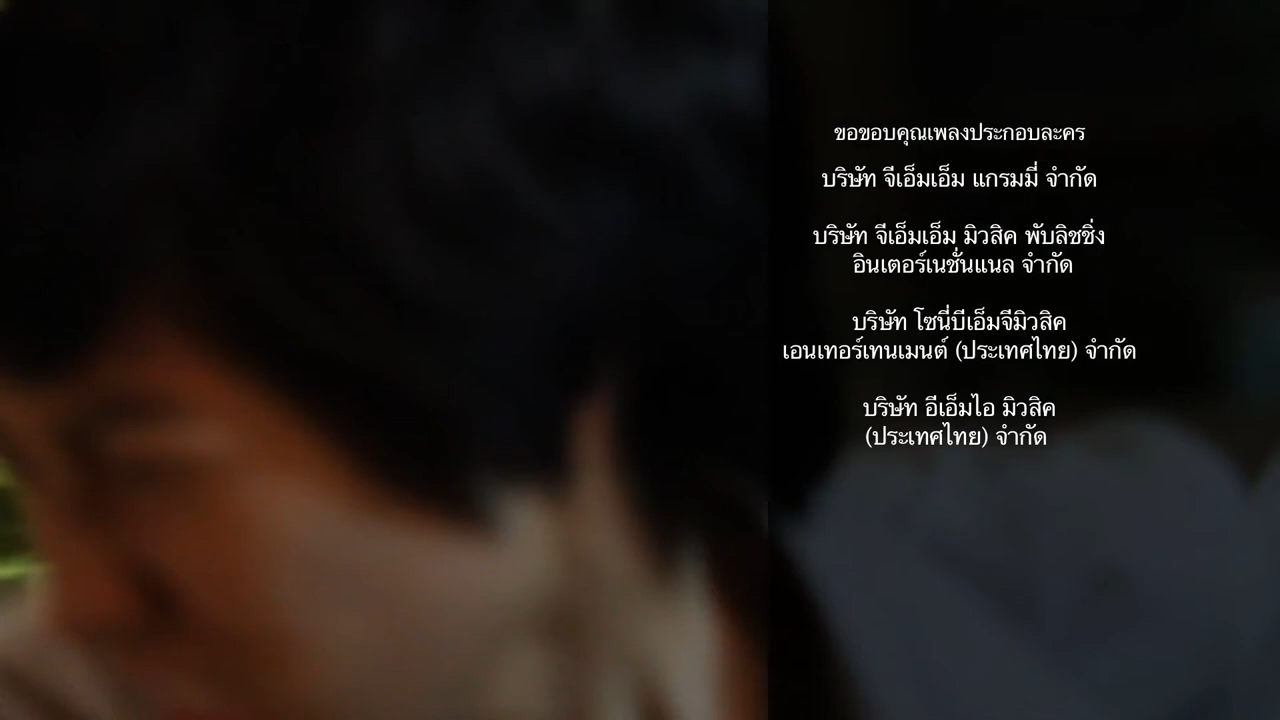 ขอขอบคุณเพลงประกอบละคร
บริษัท จีเอ็มเอ็ม แกรมมี่ จำกัด
บริษัท จีเอ็มเอ็ม มิวสิค พับลิชชิ่ง
อินเตอร์เนชั่นแนล จำกัด
บริษัท โซนี่บีเอ็มจีมิวสิค
เอนเทอร์เทนเมนต์ (ประเทศไทย) จำกัด
บริษัท อีเอ็มไอ มิวสิค
(ประเทศไทย) จำกัด